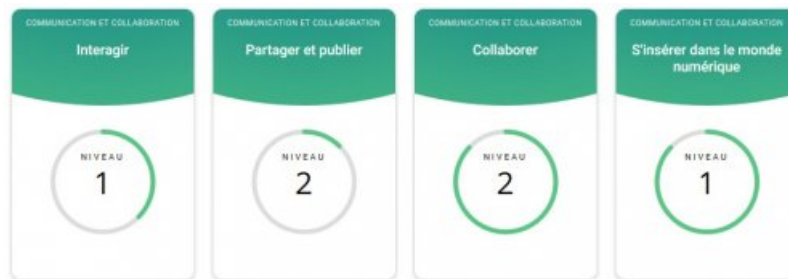 COMMUNICATION ET COLLABORATION
Interagir
NIVEAU
1
COMMUNICATION ET COLLABORATION
Partager et publier
NIVEAU
2
COMMUNICATION ET COLLABORATION
Collaborer
NIVEAU
2
COMMUNICATION ET COLLABORATION
S'insérer dans le monde
numérique
NIVEAU
1